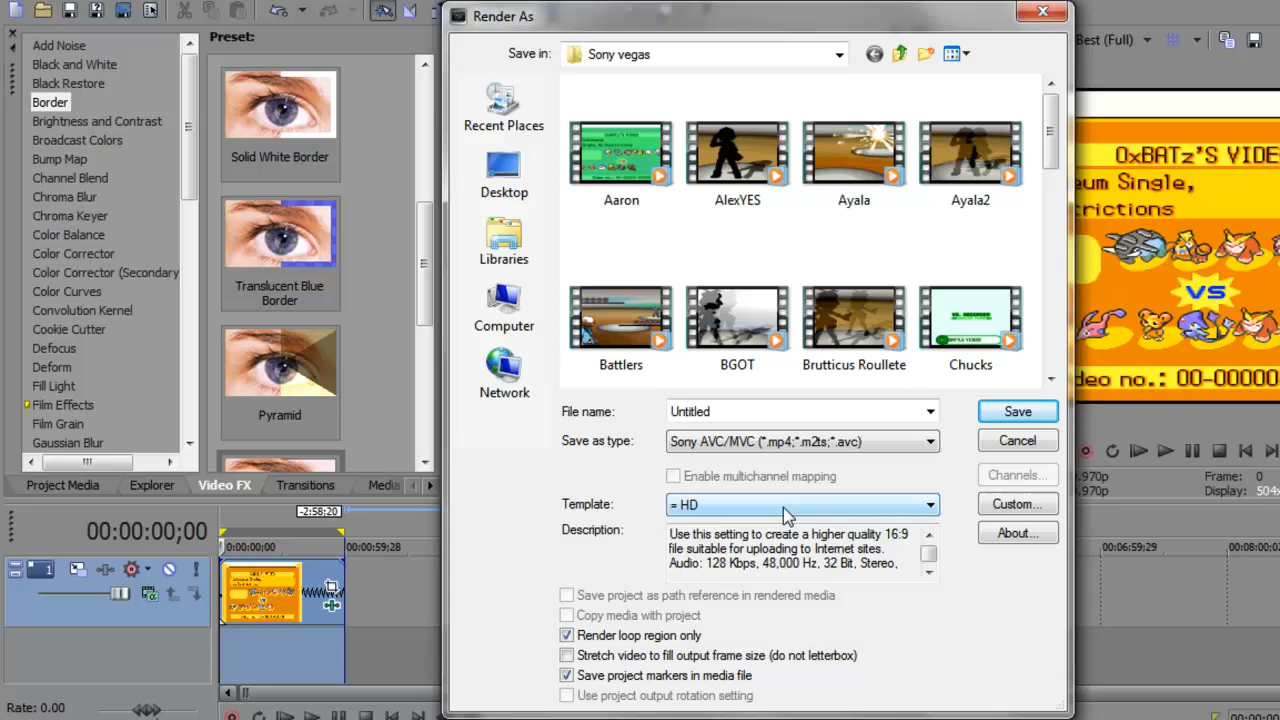 Render As
Save in:
Sony vegas
Best (Full)
Add Noise
Black and White
Black Restore
Border
Brightness and Contrast
Broadcast Colors
Bump Map
Channel Blend
Chroma Blur
Chroma Keyer
Color Balance
Color Corrector
Color Corrector (Secondary
Color Curves
Convolution Kernel
Cookie Cutter
Defocus
Deform
Fill Light
Film Effects
Film Grain
Gaussian Blur
Preset:
Solid White Border
Translucent Blue
Border
Pyramid
Project Media
Explorer
Video FX
Transitions
Media
Recent Places
Desktop
Libraries
Computer
Network
Aaron
AlexYES
Ayala
Ayala2
Battlers
BGOT
Brutticus Roullete
Chucks
File name:
Untitled
Save
Save as type:
Sony AVC/MVC (*.mp4;*.m2ts;*.avc)
Cancel
Enable multichannel mapping
Channels...
Template:
= HD
Custom...
Description:
Use this setting to create a higher quality 16:9
file suitable for uploading to Internet sites.
Audio: 128 Kbps, 48,000 Hz, 32 Bit, Stereo,
About...
Save project as path reference in rendered media
Copy media with project
Render loop region only
Stretch video to fill output frame size (do not letterbox)
Save project markers in media file
Use project output rotation setting
0xBATz'S VIDE
eum Single,
trictions
VS
deo no.: 00-00000
.970p
.970p
Frame: 0
Display: 504
-2:58:20
00:00:00;00
0:00:00
00:00:59;28
00:06:59;29
00:08:00;0
1
Rate: 0.00